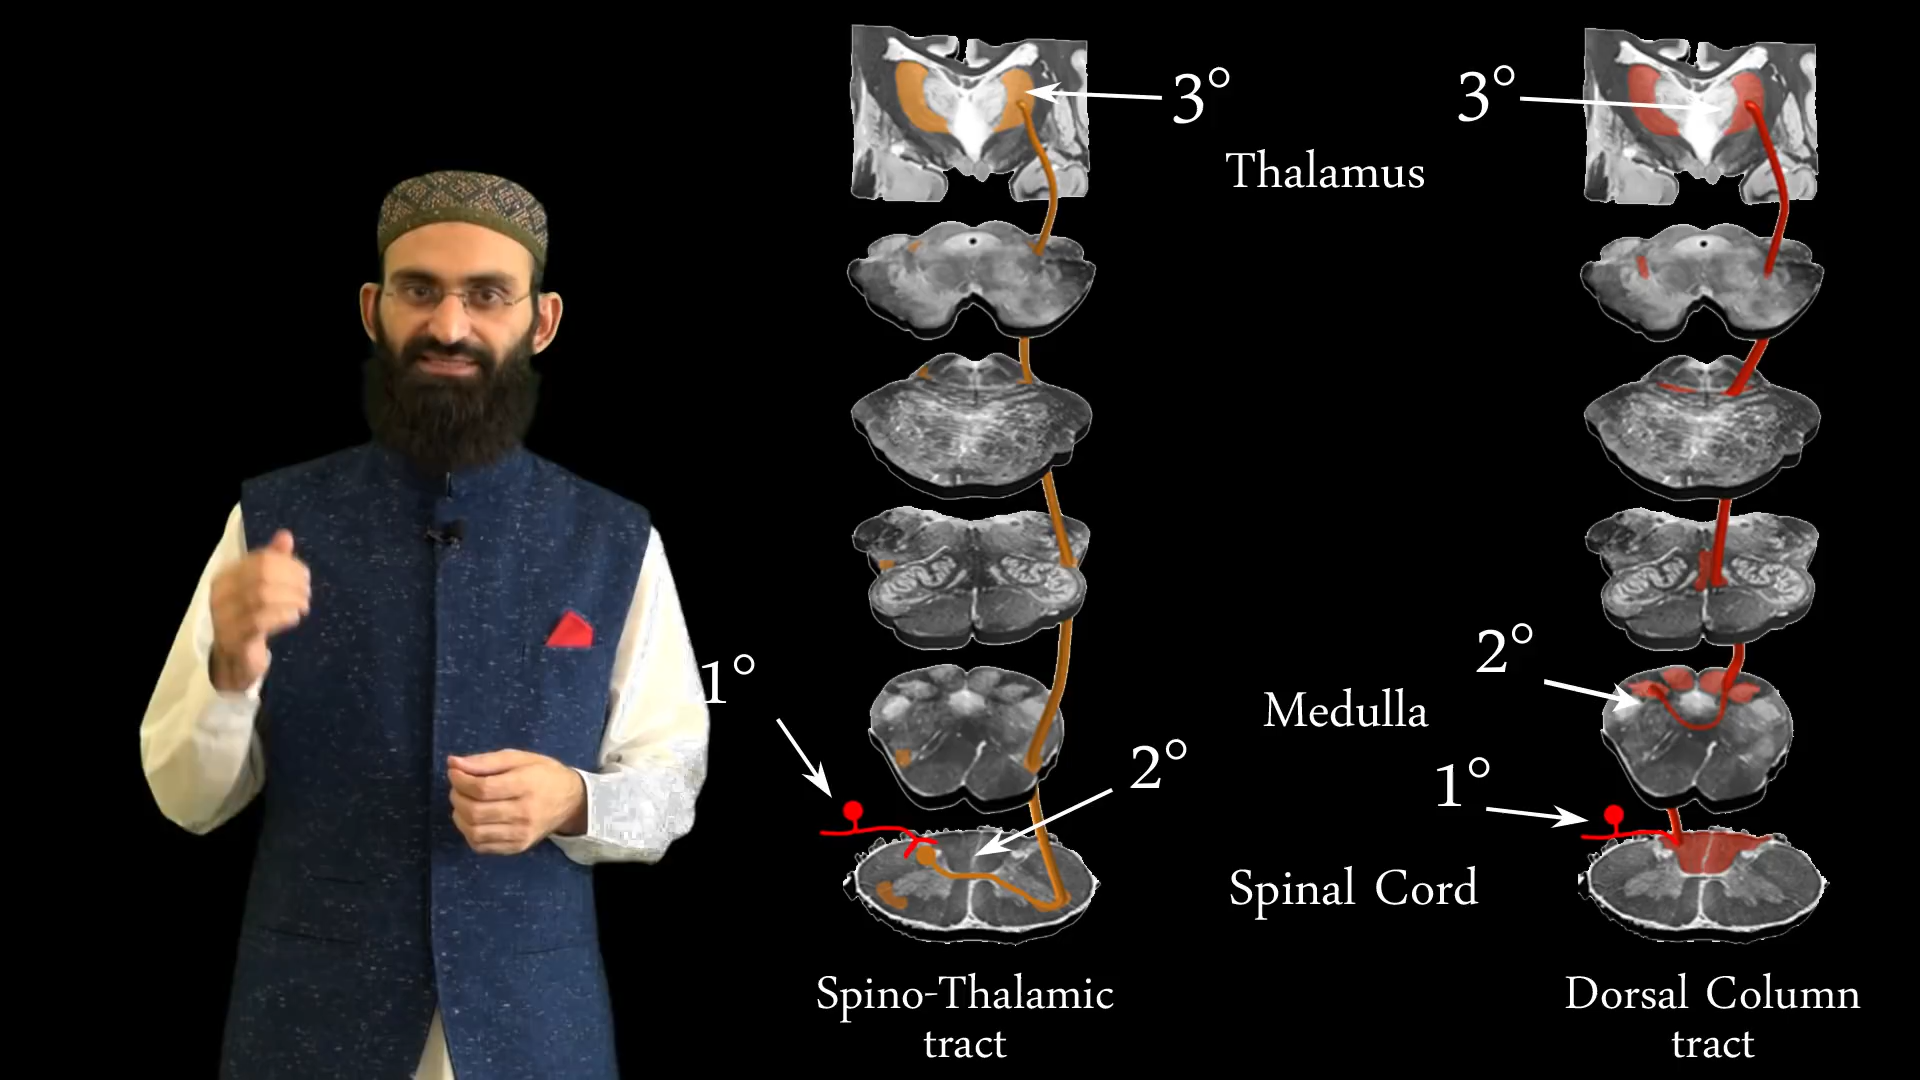 3°
3°
Thalamus
2°
1°
Medulla
2°
1°
Spinal Cord
Spino-Thalamic
tract
Dorsal Column
tract